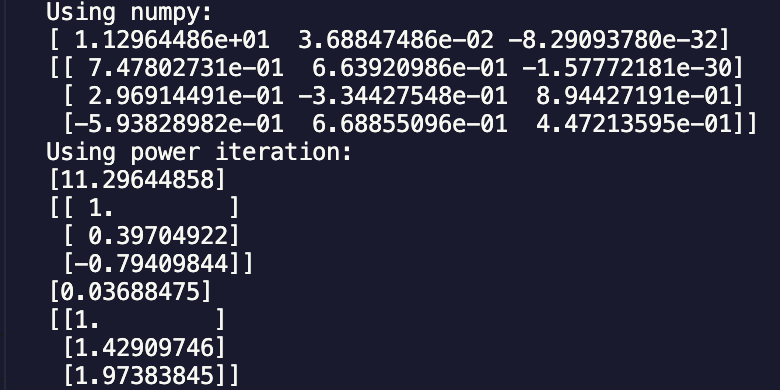 Using numpy:
[ 1.12964486e+01  3.68847486e-02 -8.29093780e-32]
[[ 7.47802731e-01  6.63920986e-01 -1.57772181e-30]
 [ 2.96914491e-01 -3.34427548e-01  8.94427191e-01]
 [-5.93828982e-01  6.68855096e-01  4.47213595e-01]]
Using power iteration:
[11.29644858]
[[ 1.        ]
 [ 0.39704922]
 [-0.79409844]]
[0.03688475]
[[1.        ]
 [1.42909746]
 [1.97383845]]